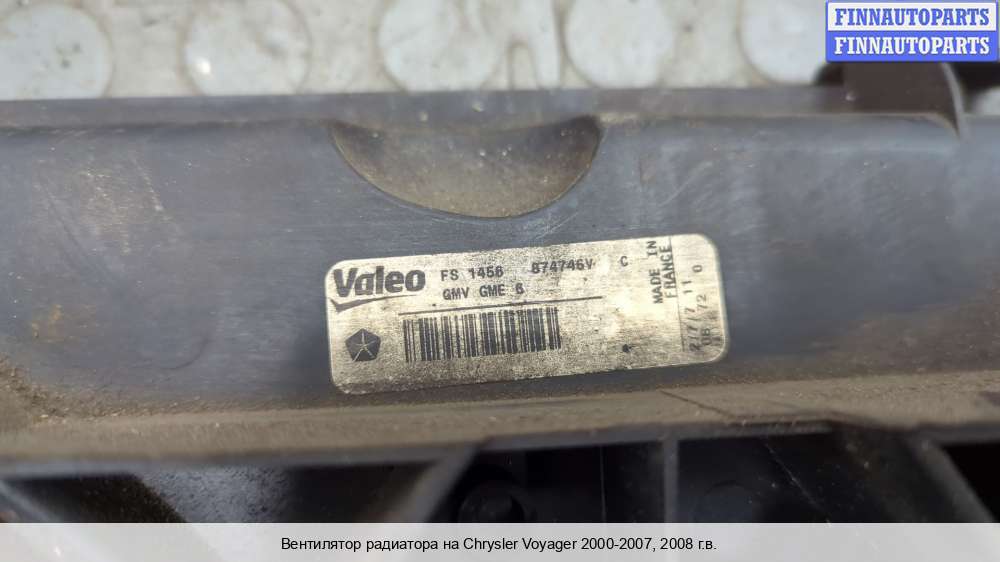 FINNAUTOPARTS
FINNAUTOPARTS
Valeo
FS 1456 874746Y C
GMV GME 6
MADE IN
FRANCE
Вентилятор радиатора на Chrysler Voyager 2000-2007, 2008 г.в.